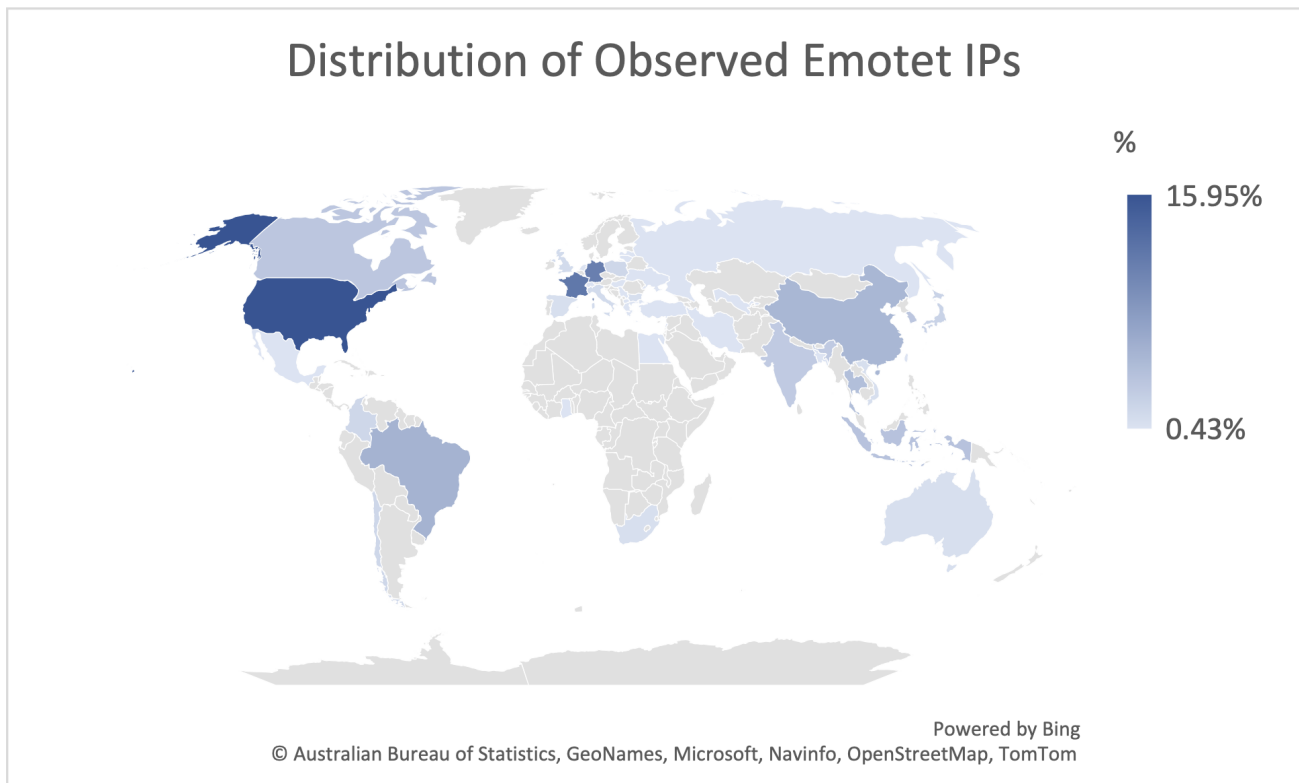 Distribution of Observed Emotet IPs
%
15.95%
0.43%
Powered by Bing
© Australian Bureau of Statistics, GeoNames, Microsoft, Navinfo, OpenStreetMap, TomTom